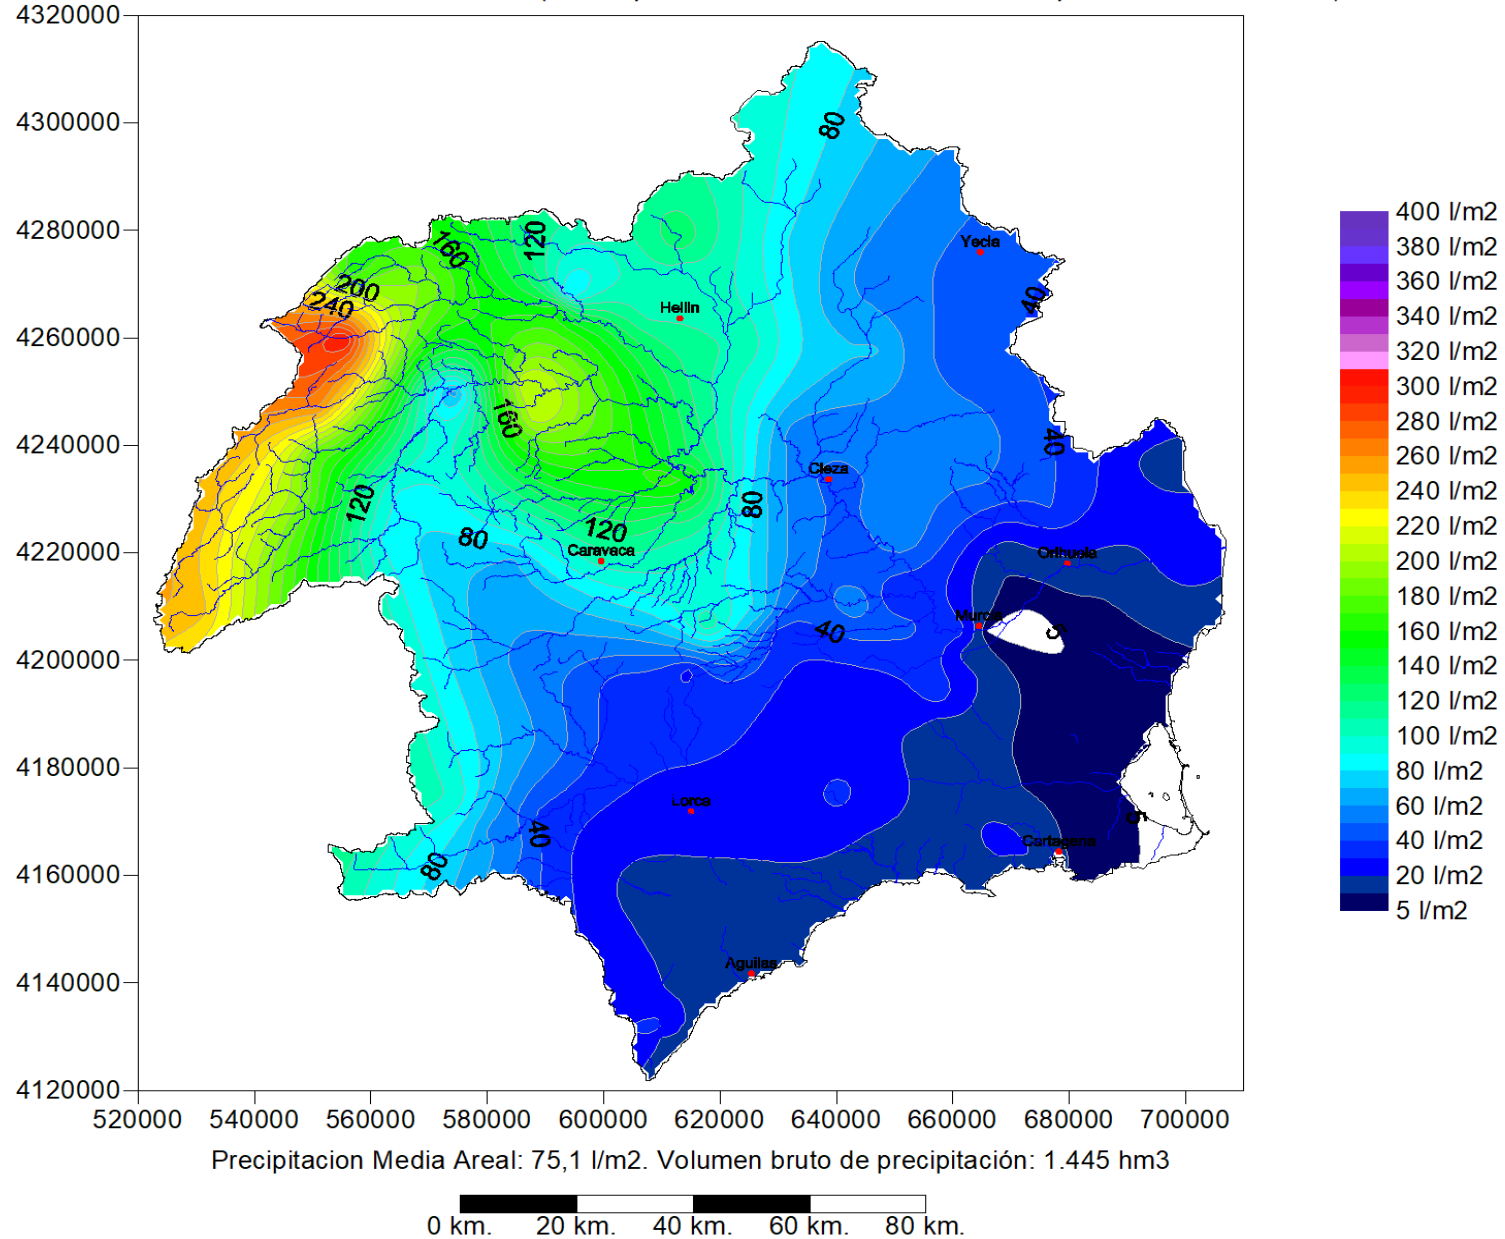 4320000
4300000
80
400 l/m2
380 l/m2
360 l/m2
340 l/m2
320 l/m2
300 l/m2
280 l/m2
260 l/m2
240 l/m2
220 l/m2
200 l/m2
180 l/m2
160 l/m2
140 l/m2
120 l/m2
100 l/m2
80 l/m2
60 l/m2
40 l/m2
20 l/m2
5 l/m2
4280000
160
120
Yecla
200
240
40
Hellin
4260000
160
4240000
40
Cieza
120
80
80
120
4220000
Caravaca
Orihuela
Murcia
40
5
4200000
4180000
Lorca
40
5
Cartagena
80
4160000
Aguilas
4140000
4120000
520000 540000 560000 580000 600000 620000 640000 660000 680000 700000
Precipitacion Media Areal: 75,1 l/m2. Volumen bruto de precipitación: 1.445 hm3
0 km. 20 km. 40 km. 60 km. 80 km.